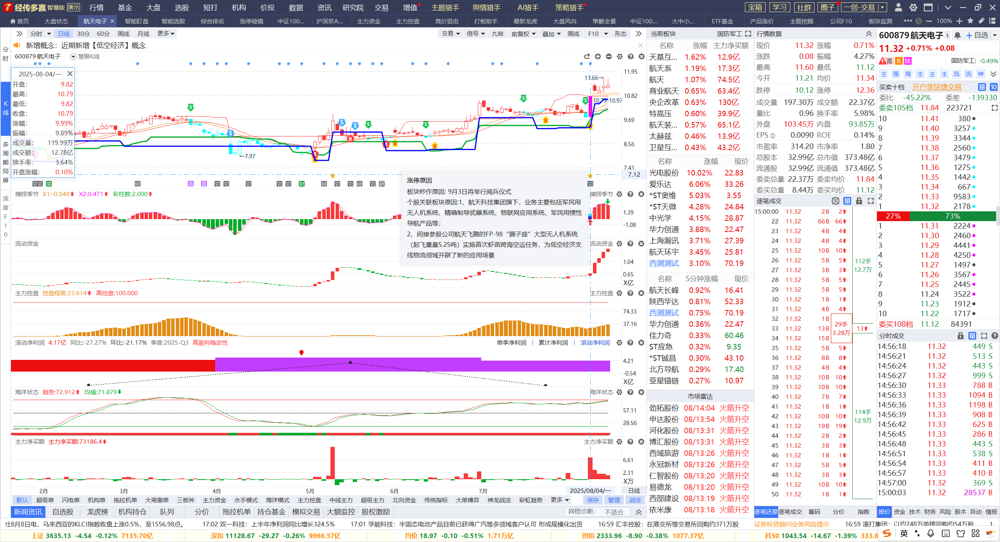 经传多赢 智尊版 演示 行情 基金 大盘 选股 短打 机构 价投 数据 资讯 研究院 交易 增值 主题猎手 舆情猎手 AI猎手 策略猎手 宝箱 学习 社群 圈子 一创-交易
首页 大盘状态 航天电子 智能盯盘 智能选股 综合排名 涨停棱镜 中证100... 沪深京A... 主力资金 主力控盘 竞价狙击 打板助手 最新龙虎 大盘风向 策略全景 中证100... 大中小... ETF基金 产品涨价 主题挖掘 公司F10 板块监测 100%
分时 日线 30分 60分 周线 月线 更多 交易 信号 九转 前复权 叠加 画线 F10 形态
新增概念：近期新增【低空经济】概念
600879 航天电子 慧眼K线
分时
K线
多周期同屏
深度F10
2025-08-04/一
开盘: 9.82
最高: 10.79
最低: 9.82
收盘: 10.79
涨幅: 9.99%
振幅: 9.89%
成交量: 119.99万
成交额: 12.78亿
换手率: 3.64%
开盘涨幅: 0.10%
11.66→
10.79-10.97
←7.97
11.95
10.82
9.69
8.56
7.43
7.12
涨停原因
板块炒作原因: 9月3日将举行阅兵仪式
个股关联板块原因:1、航天科技集团旗下，业务主要包括军民用
无人机系统、精确制导武器系统、物联网应用系统、军民用惯性
导航产品等；
2、间接参股公司航天飞鹏的FP-98“狮子座”大型无人机系统
（起飞重量5.25吨）实施首次虾苗跨海空运任务，为低空经济支
线物流领域开辟了新的应用场景
捕捞季节 X1:-0.048 X2:0.471 彩柱数:2.000 捕捞季节
1.39
-1.08
流动资金 流动资金
1.04
0.65
X亿
主力控盘 控盘程度:23.614 高控盘:100.000 主力控盘
74.33
37.16
滚动净利润 4.17亿 同比:-27.27% 环比:-21.17% 季度:2025-Q3 高盈利稳定性 单季净利润 累计净利润 滚动净利润
4.21
-0.54
X亿
海洋状态 趋势:72.912 均值:71.879 海洋状态
57.11
28.56
主力净买额 主力净买额:73186.4 主力净买额
6.61
2.31
X万
2月 3月 4月 5月 6月 7月 2025/08/04/一 日线
默认 超级单 闪电单 机构单 拖拉机单 大笔撤单 三板斧 主力资金 水手模式 海洋模式 主力控盘 中线主力 超级主力 北向资金 传统指标 大单博弈 神龙战法 彩虹趋势 更多 保存 管理 战法
新闻资讯 自选股 龙虎榜 机构持仓 队列 分价 拖拉机单 持仓基金 模拟交易 大额监控 股权激励 网格诊断: 不适合
当前板块 国防军工
名称 涨幅 主力净买额
天基互... 1.62% 12.9亿
航天系 1.19% 17.3亿
航天 1.07% 74.5亿
商业航天 0.65% 63.4亿
央企改革 0.63% 130亿
特高压 0.60% 39.9亿
航天装... 0.57% 65.1亿
太赫兹 0.46% 13.9亿
卫星互... 0.43% 43.2亿
名称 涨幅 现价
光电股份 10.02% 22.83
爱乐达 6.06% 33.26
*ST奥维 5.03% 3.55
*ST天微 4.28% 24.84
中光学 4.15% 28.87
华力创通 3.88% 22.47
上海瀚讯 3.71% 27.39
航天环宇 3.45% 25.81
西测测试 3.10% 70.19
名称 5分钟涨幅 现价
航天长峰 0.92% 16.41
陕西华达 0.81% 52.33
西测测试 0.75% 70.19
华力创通 0.36% 22.47
佳力奇 0.33% 60.46
ST应急 0.32% 9.35
*ST铖昌 0.30% 43.10
北方导航 0.29% 17.40
亚星锚链 0.27% 10.97
市场雷达
劲拓股份 08/14:04 火箭升空
申达股份 08/13:54 火箭升空
河化股份 08/13:31 火箭升空
博汇股份 08/13:31 火箭升空
西域旅游 08/13:26 火箭升空
永冠新材 08/13:26 火箭升空
仁智股份 08/13:20 火箭升空
易德龙 08/13:20 火箭升空
西部建设 08/13:19 火箭升空
依米康 08/13:18 火箭升空
行情数据
现价 11.32 涨幅 0.71%
涨跌 0.08 振幅 4.27%
最高 11.60 最低 11.12
今开 11.21 均价 11.34
跌停 10.12 涨停 12.36
成交量 197.30万 成交额 22.37亿
量比 0.96 换手率 5.98%
外盘 103.45万 内盘 93.85万
EPS① 0.0090 ROE 0.14%
市盈率 314.20 市净率 1.80
总股本 32.99亿 总市值 373.48亿
流通股 32.99亿 流通值 373.48亿
委卖总量 22.37万 委卖均价 11.84
委买总量 8.44万 委买均价 11.12
逐笔成交 单 量
15:00:00 11.32 2B 2
22 11.32 66B 66
23 11.32 4B 4
24 11.32 4B 4
25 11.32 10B 10
26 11.32 5B 5
27 11.32 3B 3
28 11.32 5B 5
29 11.32 5B 5
30 11.32 1B 1
31 11.32 4B 4
32 11.32 1B
33 11.32 13B 13
34 11.32 15B
35 11.32 5B 5
36 11.32 8B 8
37 11.32 4B 4
38 11.32 10B 10
39 11.32 10B 10
40 11.32 7B 7
41 11.32 1B 1
42 11.32 10B 10
43 11.32 19B 19
44 11.32 2B 2
45 11.32 3B 3
46 11.32 1B 1
47 11.32 5B 5
48 11.32 3B 3
49 11.32 10B 10
50 11.32 1B 1
112手
12.7万
29手
3.28万
114手
12.9万
逐笔还原 逐笔成交 筹码 分价 指数
600879 航天电子 自选
11.32 +0.71% +0.08
高 R 陆 国防军工: -0.49%
主 强 海 主 主 主 流 流 神
买卖十档 开户享快捷交易 量 10
委比 -45.22% 委差 -139330
委卖105档 11.84 223721
10 11.41 380
9 11.40 3257
8 11.39 3344
7 11.38 2560
6 11.37 3479
5 11.36 1275
4 11.35 1442
3 11.34 667
2 11.33 9583
1 11.32 2178
27% 73%
1 11.31 2224
2 11.30 2460
3 11.29 4441
4 11.28 4250
5 11.27 1497
6 11.26 3567
7 11.25 2445
8 11.24 3522
9 11.23 1912
10 11.22 1717
委买108档 11.12 84391
分时成交 量
14:56:18 11.32 449 S
14:56:21 11.32 513 S
14:56:24 11.32 443 S
14:56:27 11.32 999 S
14:56:30 11.33 788 B
14:56:33 11.33 1094 B
14:56:36 11.33 1198 B
14:56:39 11.33 908 B
14:56:42 11.33 625 B
14:56:45 11.33 286 B
14:56:48 11.33 443 S
14:56:51 11.33 538 S
14:56:54 11.33 411 B
14:56:57 11.33 410 B
14:57:00 11.32 369 S
15:00:03 11.32 28537 B
报价 资金 技术 财务 风险 股本 异动 情报
社8月8日电，马来西亚的KLCI指数收盘上涨0.5%，至1556.98点。 17:02 双一科技：上半年净利润同比增长324.5% 17:01 孚能科技：半固态电池产品目前已获得广汽等多领域客户认可 形成规模化出货 16:59 汇丰控股：在港交所等交易所回购约371万股 证券投资顾问业务风险提示 16:59 渣打集团：以约748万英镑回购约54万股
上证 3635.13 -4.54 -0.12% 7135.70亿 深指 11128.67 -29.27 -0.26% 9966.57亿 均价 18.97 -0.10 -0.51% 1.71万亿 创指 2333.96 -8.90 -0.38% 1077.37亿 科50 1043.54 -14.67 -1.39% 333.8 英